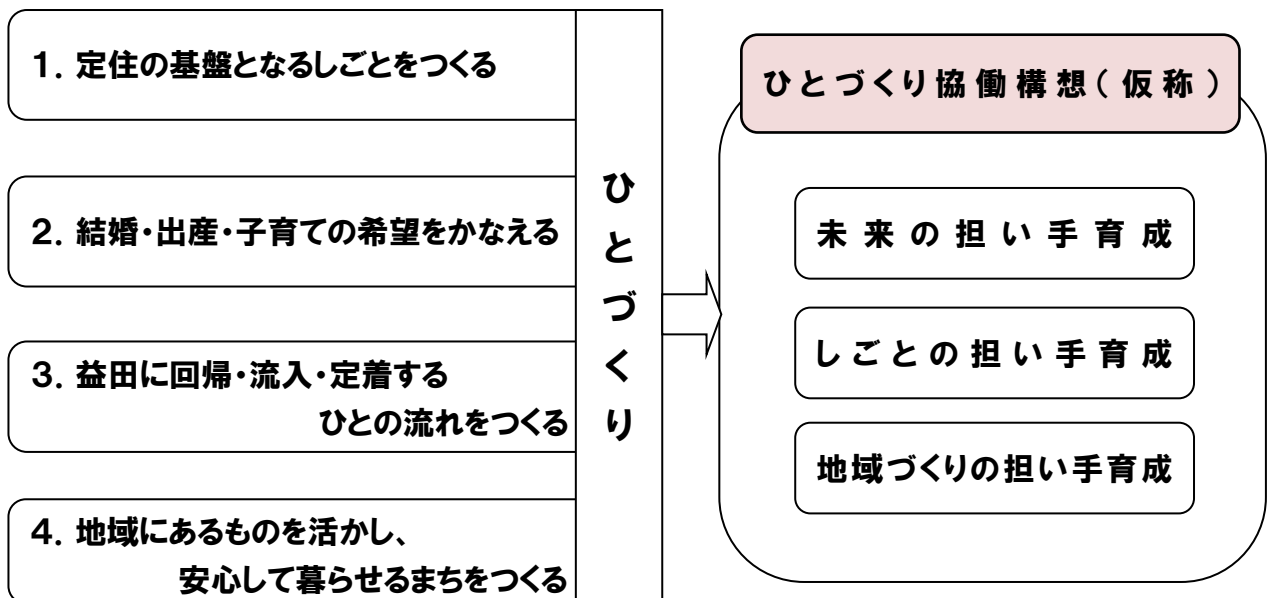 1. 定住の基盤となるしごとをつくる
2. 結婚・出産・子育ての希望をかなえる
3. 益田に回帰・流入・定着する
ひとの流れをつくる
4. 地域にあるものを活かし、
安心して暮らせるまちをつくる
ひとづくり
ひとづくり協働構想(仮称)
未来の担い手育成
しごとの担い手育成
地域づくりの担い手育成